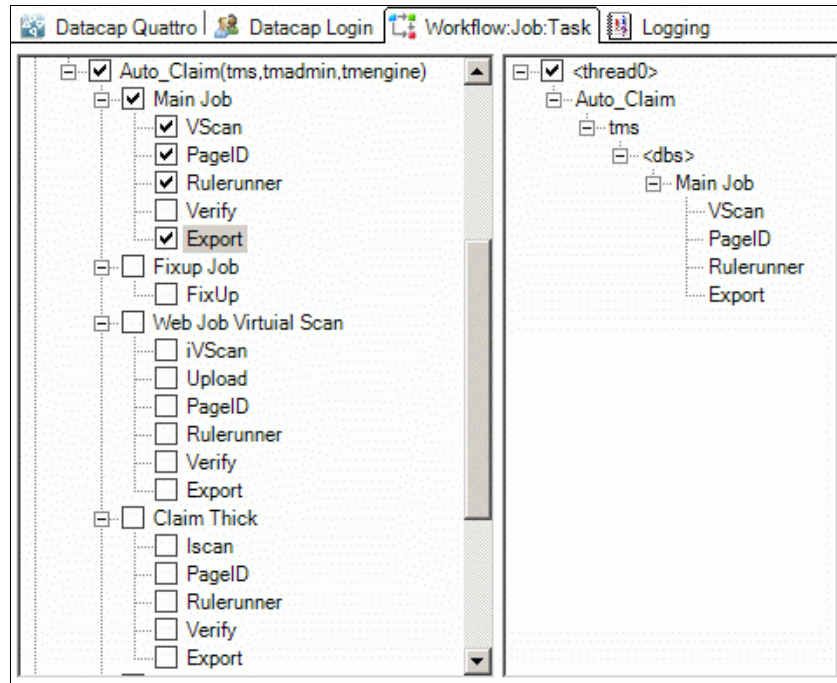 Datacap Quattro Datacap Login Workflow:Job:Task Logging
Auto_Claim(tms,tmadmin,tmengine)
Main Job
VScan
PageID
Rulerunner
Verify
Export
Fixup Job
FixUp
Web Job Virtuial Scan
iVScan
Upload
PageID
Rulerunner
Verify
Export
Claim Thick
Iscan
PageID
Rulerunner
Verify
Export
<thread0>
Auto_Claim
tms
<dbs>
Main Job
VScan
PageID
Rulerunner
Export